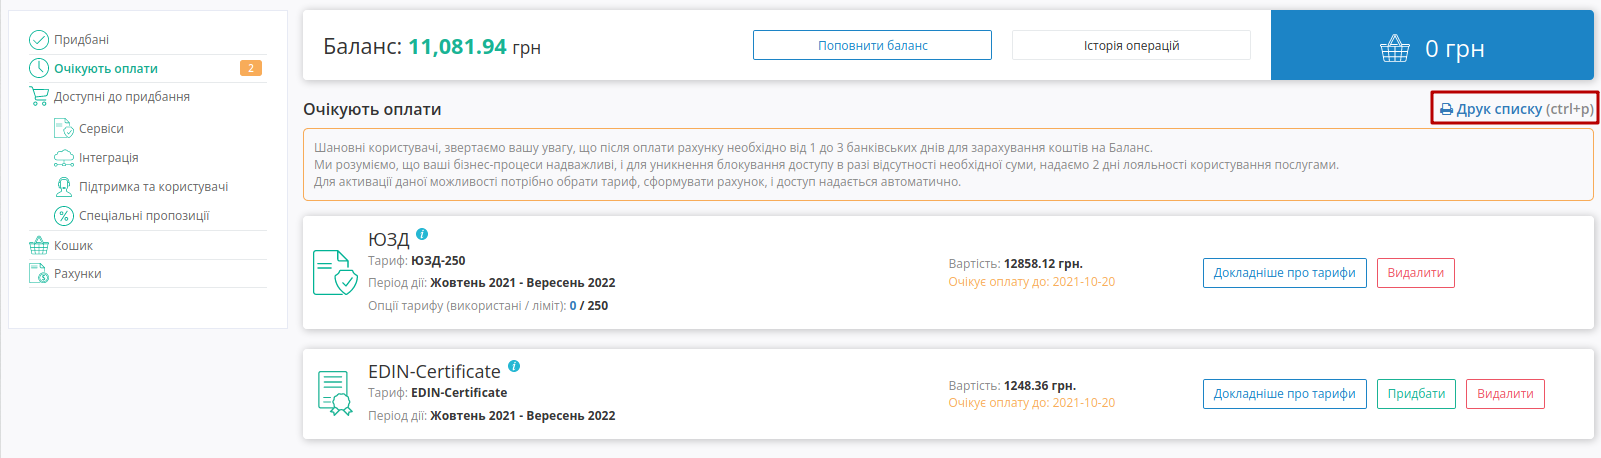 Придбані
Очікують оплати 2
Доступні до придбання
Сервіси
Інтеграція
Підтримка та користувачі
Спеціальні пропозиції
Кошик
Рахунки
Баланс: 11,081.94 грн
Поповнити баланс
Історія операцій
0 грн
Очікують оплати
Друк списку (ctrl+p)
Шановні користувачі, звертаємо вашу увагу, що після оплати рахунку необхідно від 1 до 3 банківських днів для зарахування коштів на Баланс.
Ми розуміємо, що ваші бізнес-процеси надважливі, і для уникнення блокування доступу в разі відсутності необхідної суми, надаємо 2 дні лояльності користування послугами.
Для активації даної можливості потрібно обрати тариф, сформувати рахунок, і доступ надається автоматично.
ЮЗД
Тариф: ЮЗД-250
Період дії: Жовтень 2021 - Вересень 2022
Опції тарифу (використані / ліміт): 0 / 250
Вартість: 12858.12 грн.
Очікує оплату до: 2021-10-20
Докладніше про тарифи
Видалити
EDIN-Certificate
Тариф: EDIN-Certificate
Період дії: Жовтень 2021 - Вересень 2022
Вартість: 1248.36 грн.
Очікує оплату до: 2021-10-20
Докладніше про тарифи
Придбати
Видалити